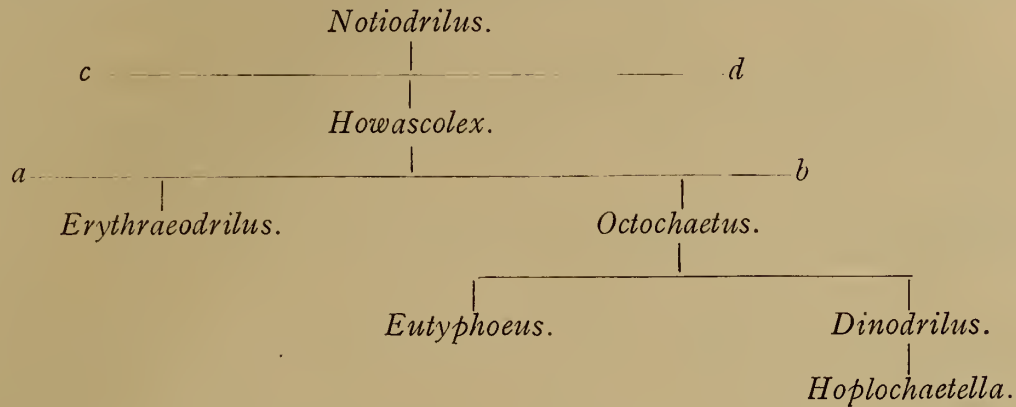 Notiodrilus.
c d
Howascolex.
a b
Erythraeodrilus. Octochaetus.
Eutyphoeus. Dinodrilus.
Hoplochaetella.